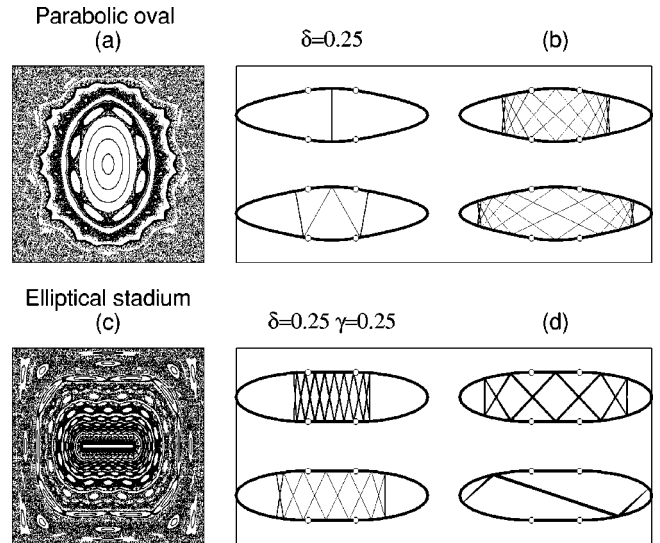 Parabolic oval
(a)
δ=0.25
(b)
Elliptical stadium
(c)
δ=0.25 γ=0.25
(d)